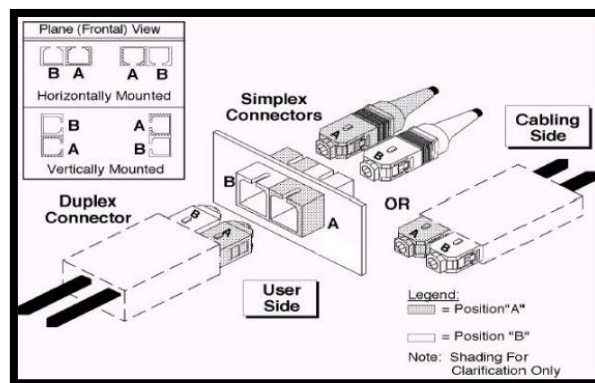 Plane (Frontal) View
B A A B
Horizontally Mounted
B A
A B
Vertically Mounted
Simplex
Connectors
A
B
Cabling
Side
Duplex
Connector
B
A
OR
B
A
A
B
User
Side
Legend:
= Position"A"
= Position "B"
Note: Shading For
Clarification Only